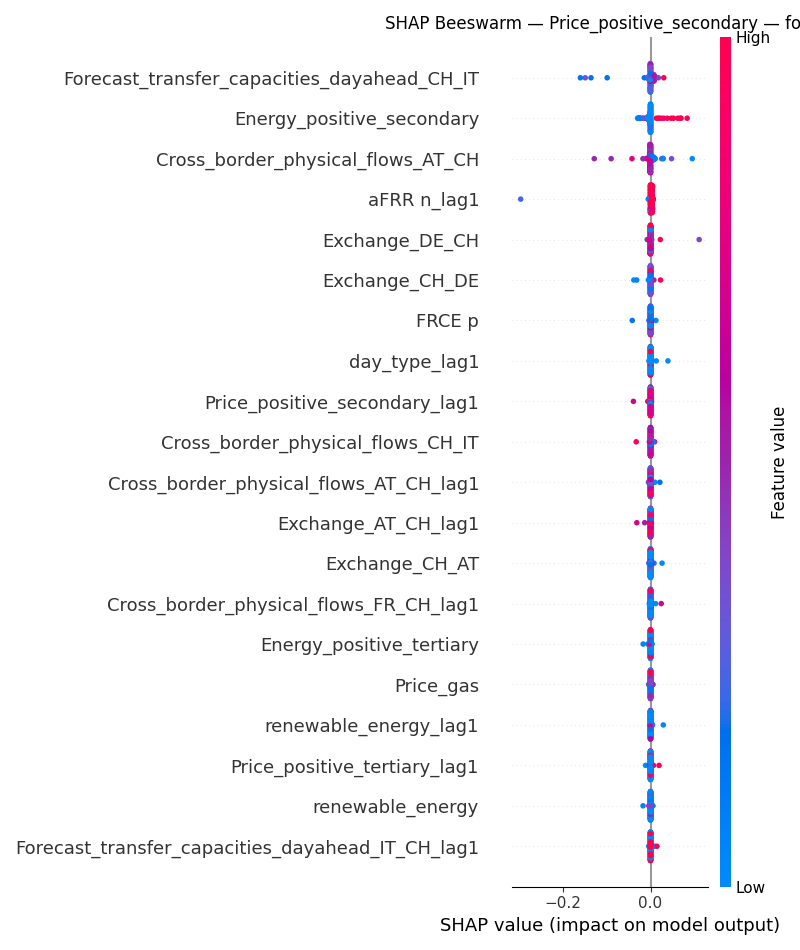 SHAP Beeswarm — Price_positive_secondary — fo
High
Forecast_transfer_capacities_dayahead_CH_IT
Energy_positive_secondary
Cross_border_physical_flows_AT_CH
aFRR n_lag1
Exchange_DE_CH
Exchange_CH_DE
FRCE p
day_type_lag1
Price_positive_secondary_lag1
Cross_border_physical_flows_CH_IT
Cross_border_physical_flows_AT_CH_lag1
Exchange_AT_CH_lag1
Exchange_CH_AT
Cross_border_physical_flows_FR_CH_lag1
Energy_positive_tertiary
Price_gas
renewable_energy_lag1
Price_positive_tertiary_lag1
renewable_energy
Forecast_transfer_capacities_dayahead_IT_CH_lag1
Feature value
Low
−0.2 0.0
SHAP value (impact on model output)